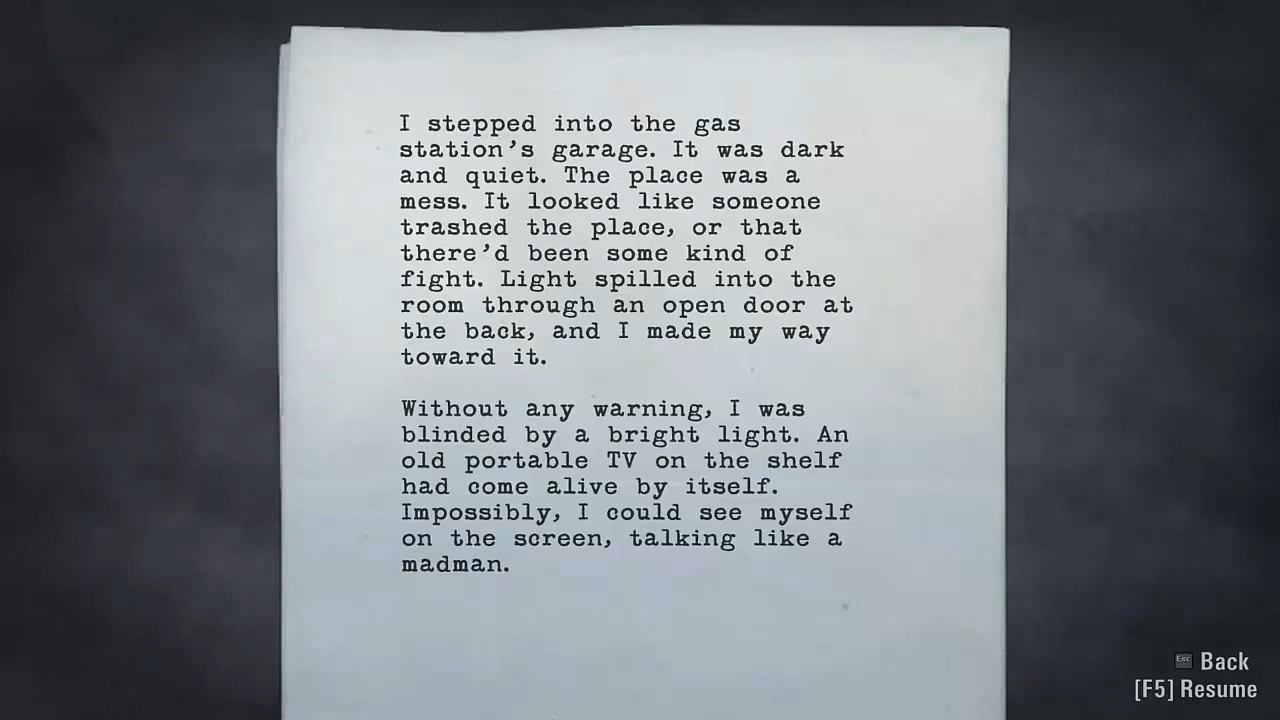 I stepped into the gas
station's garage. It was dark
and quiet. The place was a
mess. It looked like someone
trashed the place, or that
there'd been some kind of
fight. Light spilled into the
room through an open door at
the back, and I made my way
toward it.
Without any warning, I was
blinded by a bright light. An
old portable TV on the shelf
had come alive by itself.
Impossibly, I could see myself
on the screen, talking like a
madman.
Esc Back
[F5] Resume